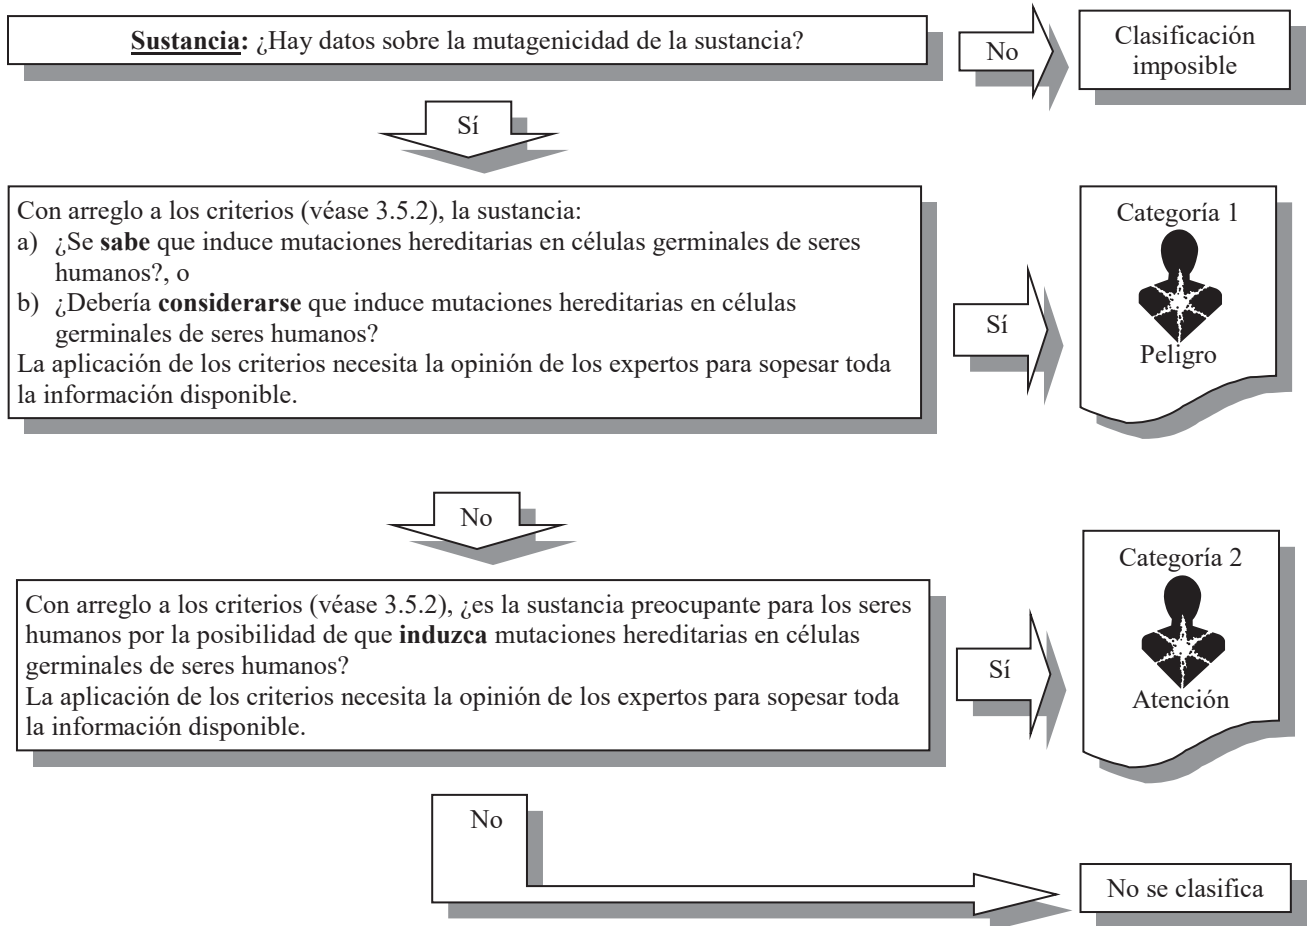 Sustancia: ¿Hay datos sobre la mutagenicidad de la sustancia?
No
Clasificación
imposible
Sí
Con arreglo a los criterios (véase 3.5.2), la sustancia:
a) ¿Se sabe que induce mutaciones hereditarias en células germinales de seres
humanos?, o
b) ¿Debería considerarse que induce mutaciones hereditarias en células
germinales de seres humanos?
La aplicación de los criterios necesita la opinión de los expertos para sopesar toda
la información disponible.
Sí
Categoría 1
Peligro
No
Con arreglo a los criterios (véase 3.5.2), ¿es la sustancia preocupante para los seres
humanos por la posibilidad de que induzca mutaciones hereditarias en células
germinales de seres humanos?
La aplicación de los criterios necesita la opinión de los expertos para sopesar toda
la información disponible.
Sí
Categoría 2
Atención
No
No se clasifica